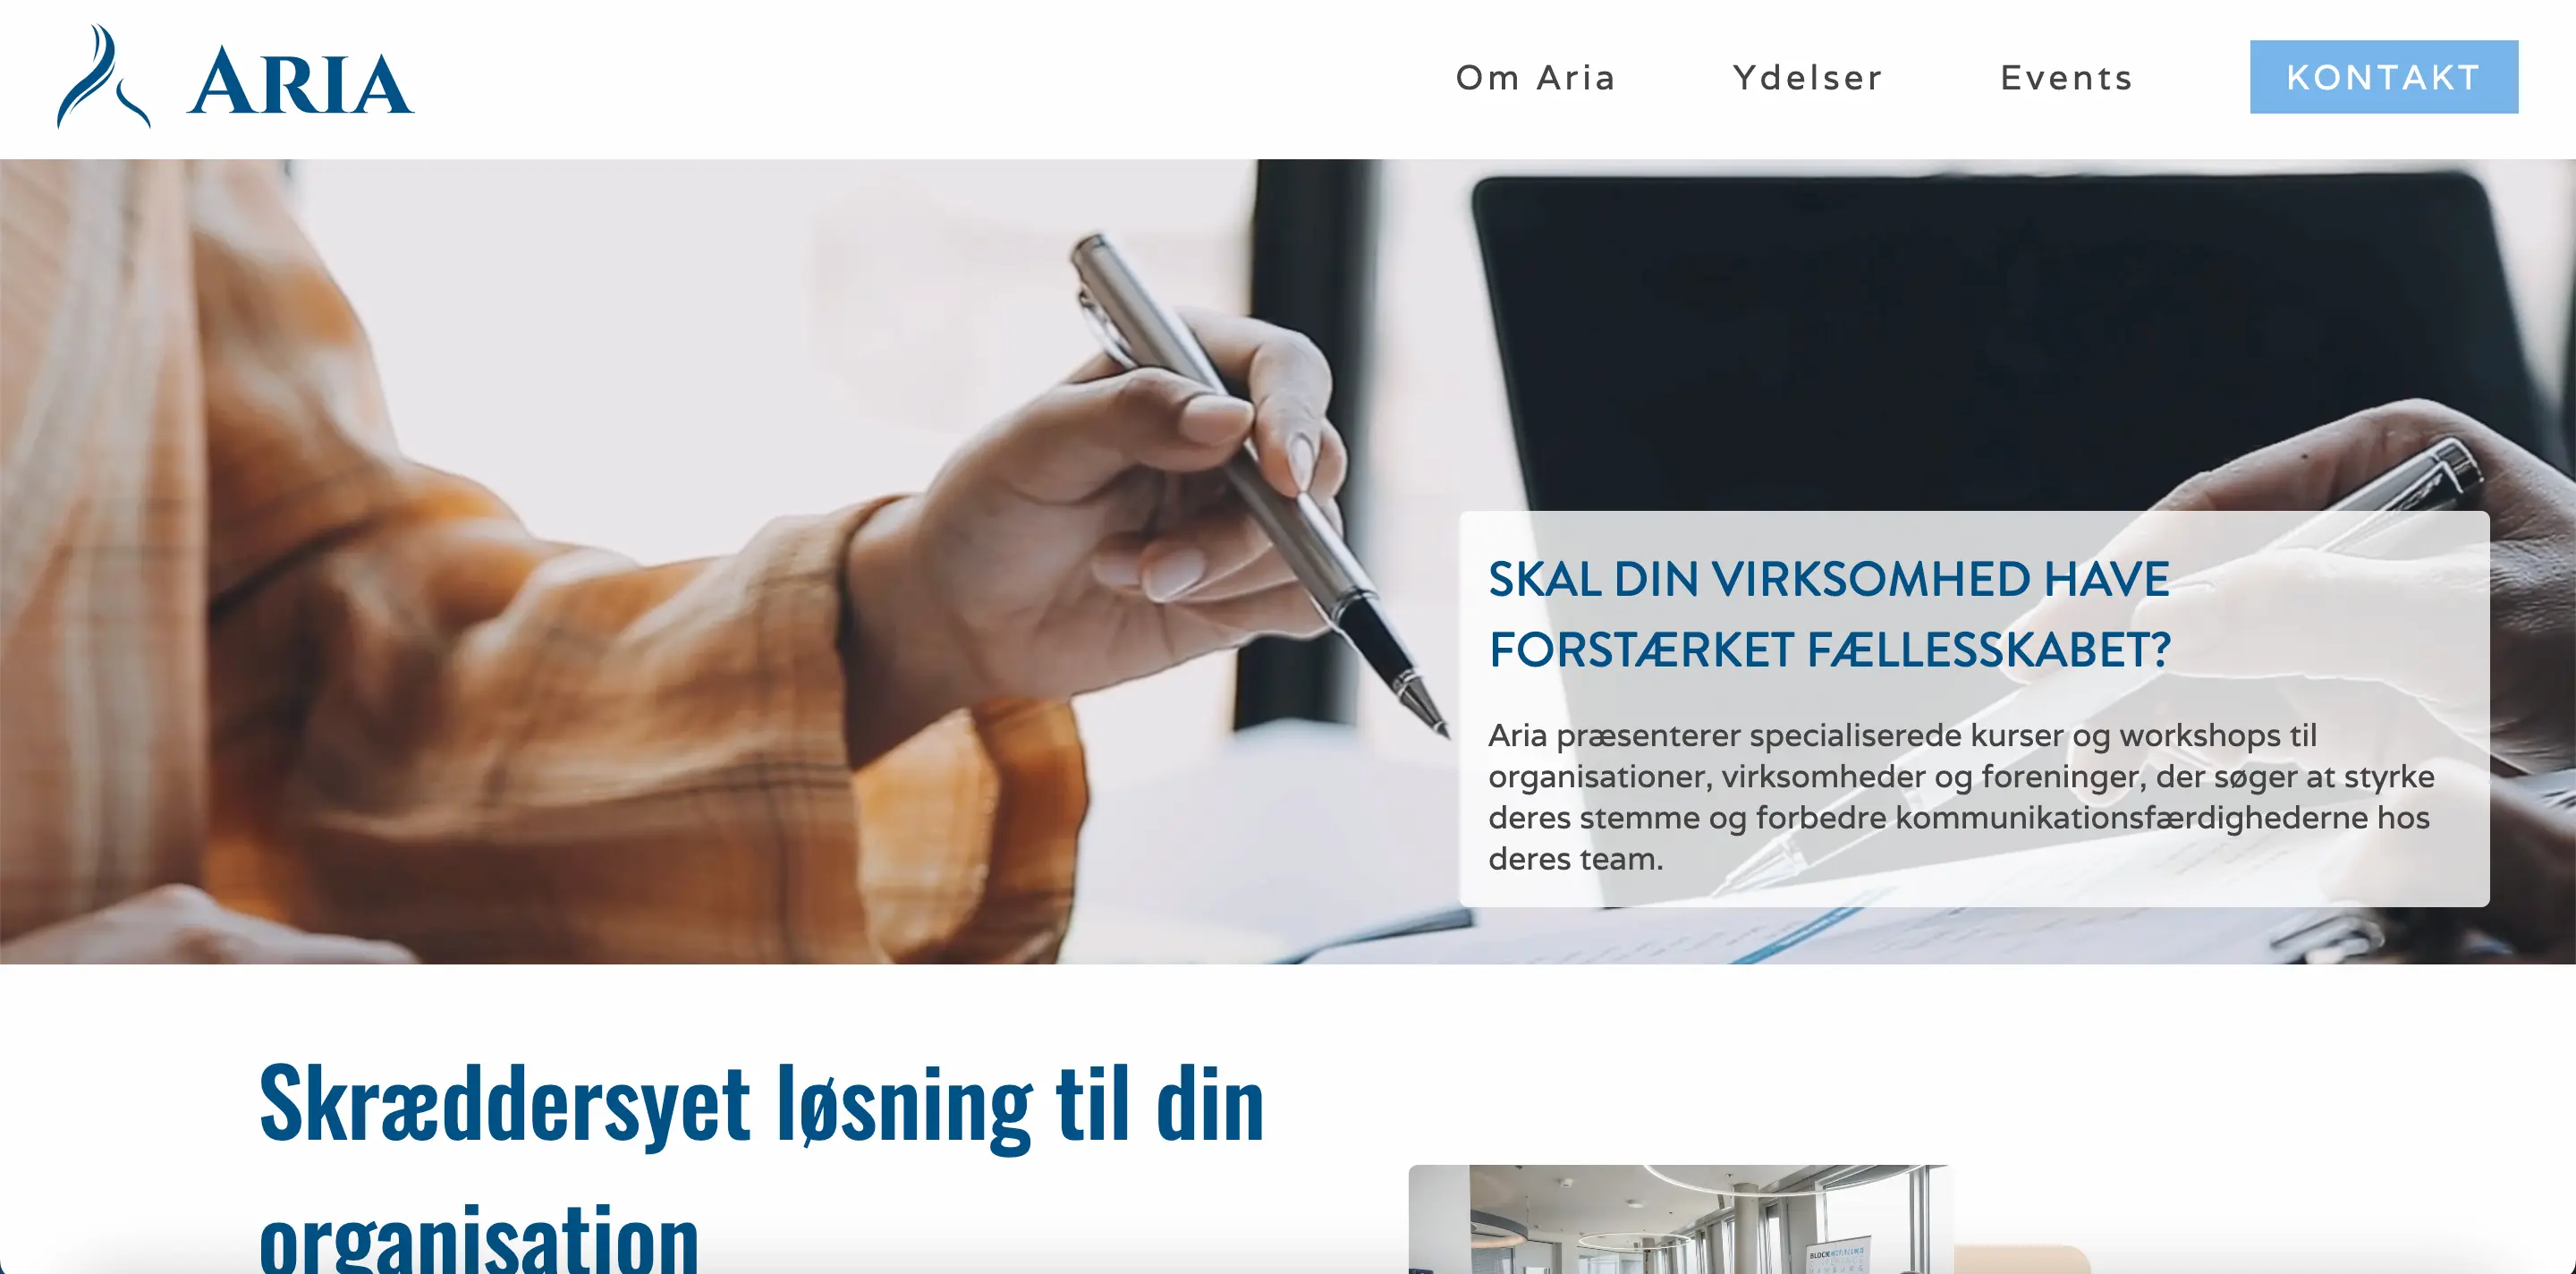 ARIA
Om Aria
Ydelser
Events
KONTAKT
SKAL DIN VIRKSOMHED HAVE
FORSTÆRKET FÆLLESSKABET?
Aria præsenterer specialiserede kurser og workshops til
organisationer, virksomheder og foreninger, der søger at styrke
deres stemme og forbedre kommunikationsfærdighederne hos
deres team.
Skræddersyet løsning til din
organisation